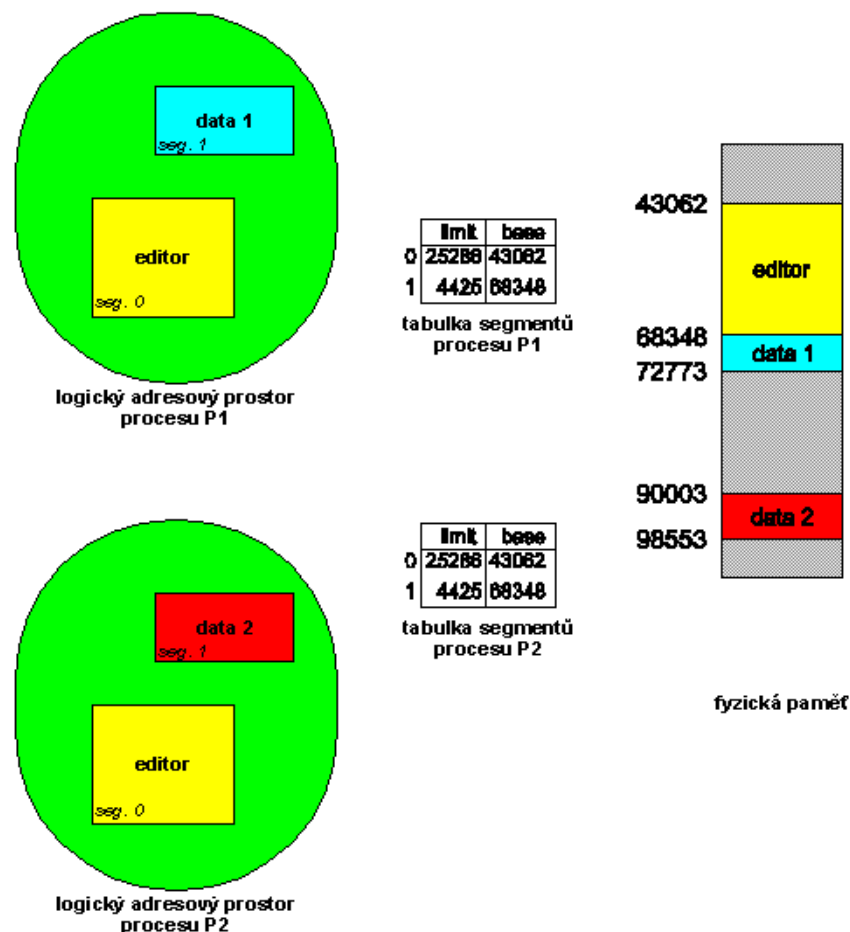 data 1
seg. 1
editor
seg. 0
logický adresový prostor
procesu P1
limit base
0 25286 43062
1 4425 68348
tabulka segmentů
procesu P1
43062
editor
68348
data 1
72773
90003
data 2
98553
fyzická paměť
data 2
seg. 1
editor
seg. 0
logický adresový prostor
procesu P2
limit base
0 25286 43062
1 4425 68348
tabulka segmentů
procesu P2